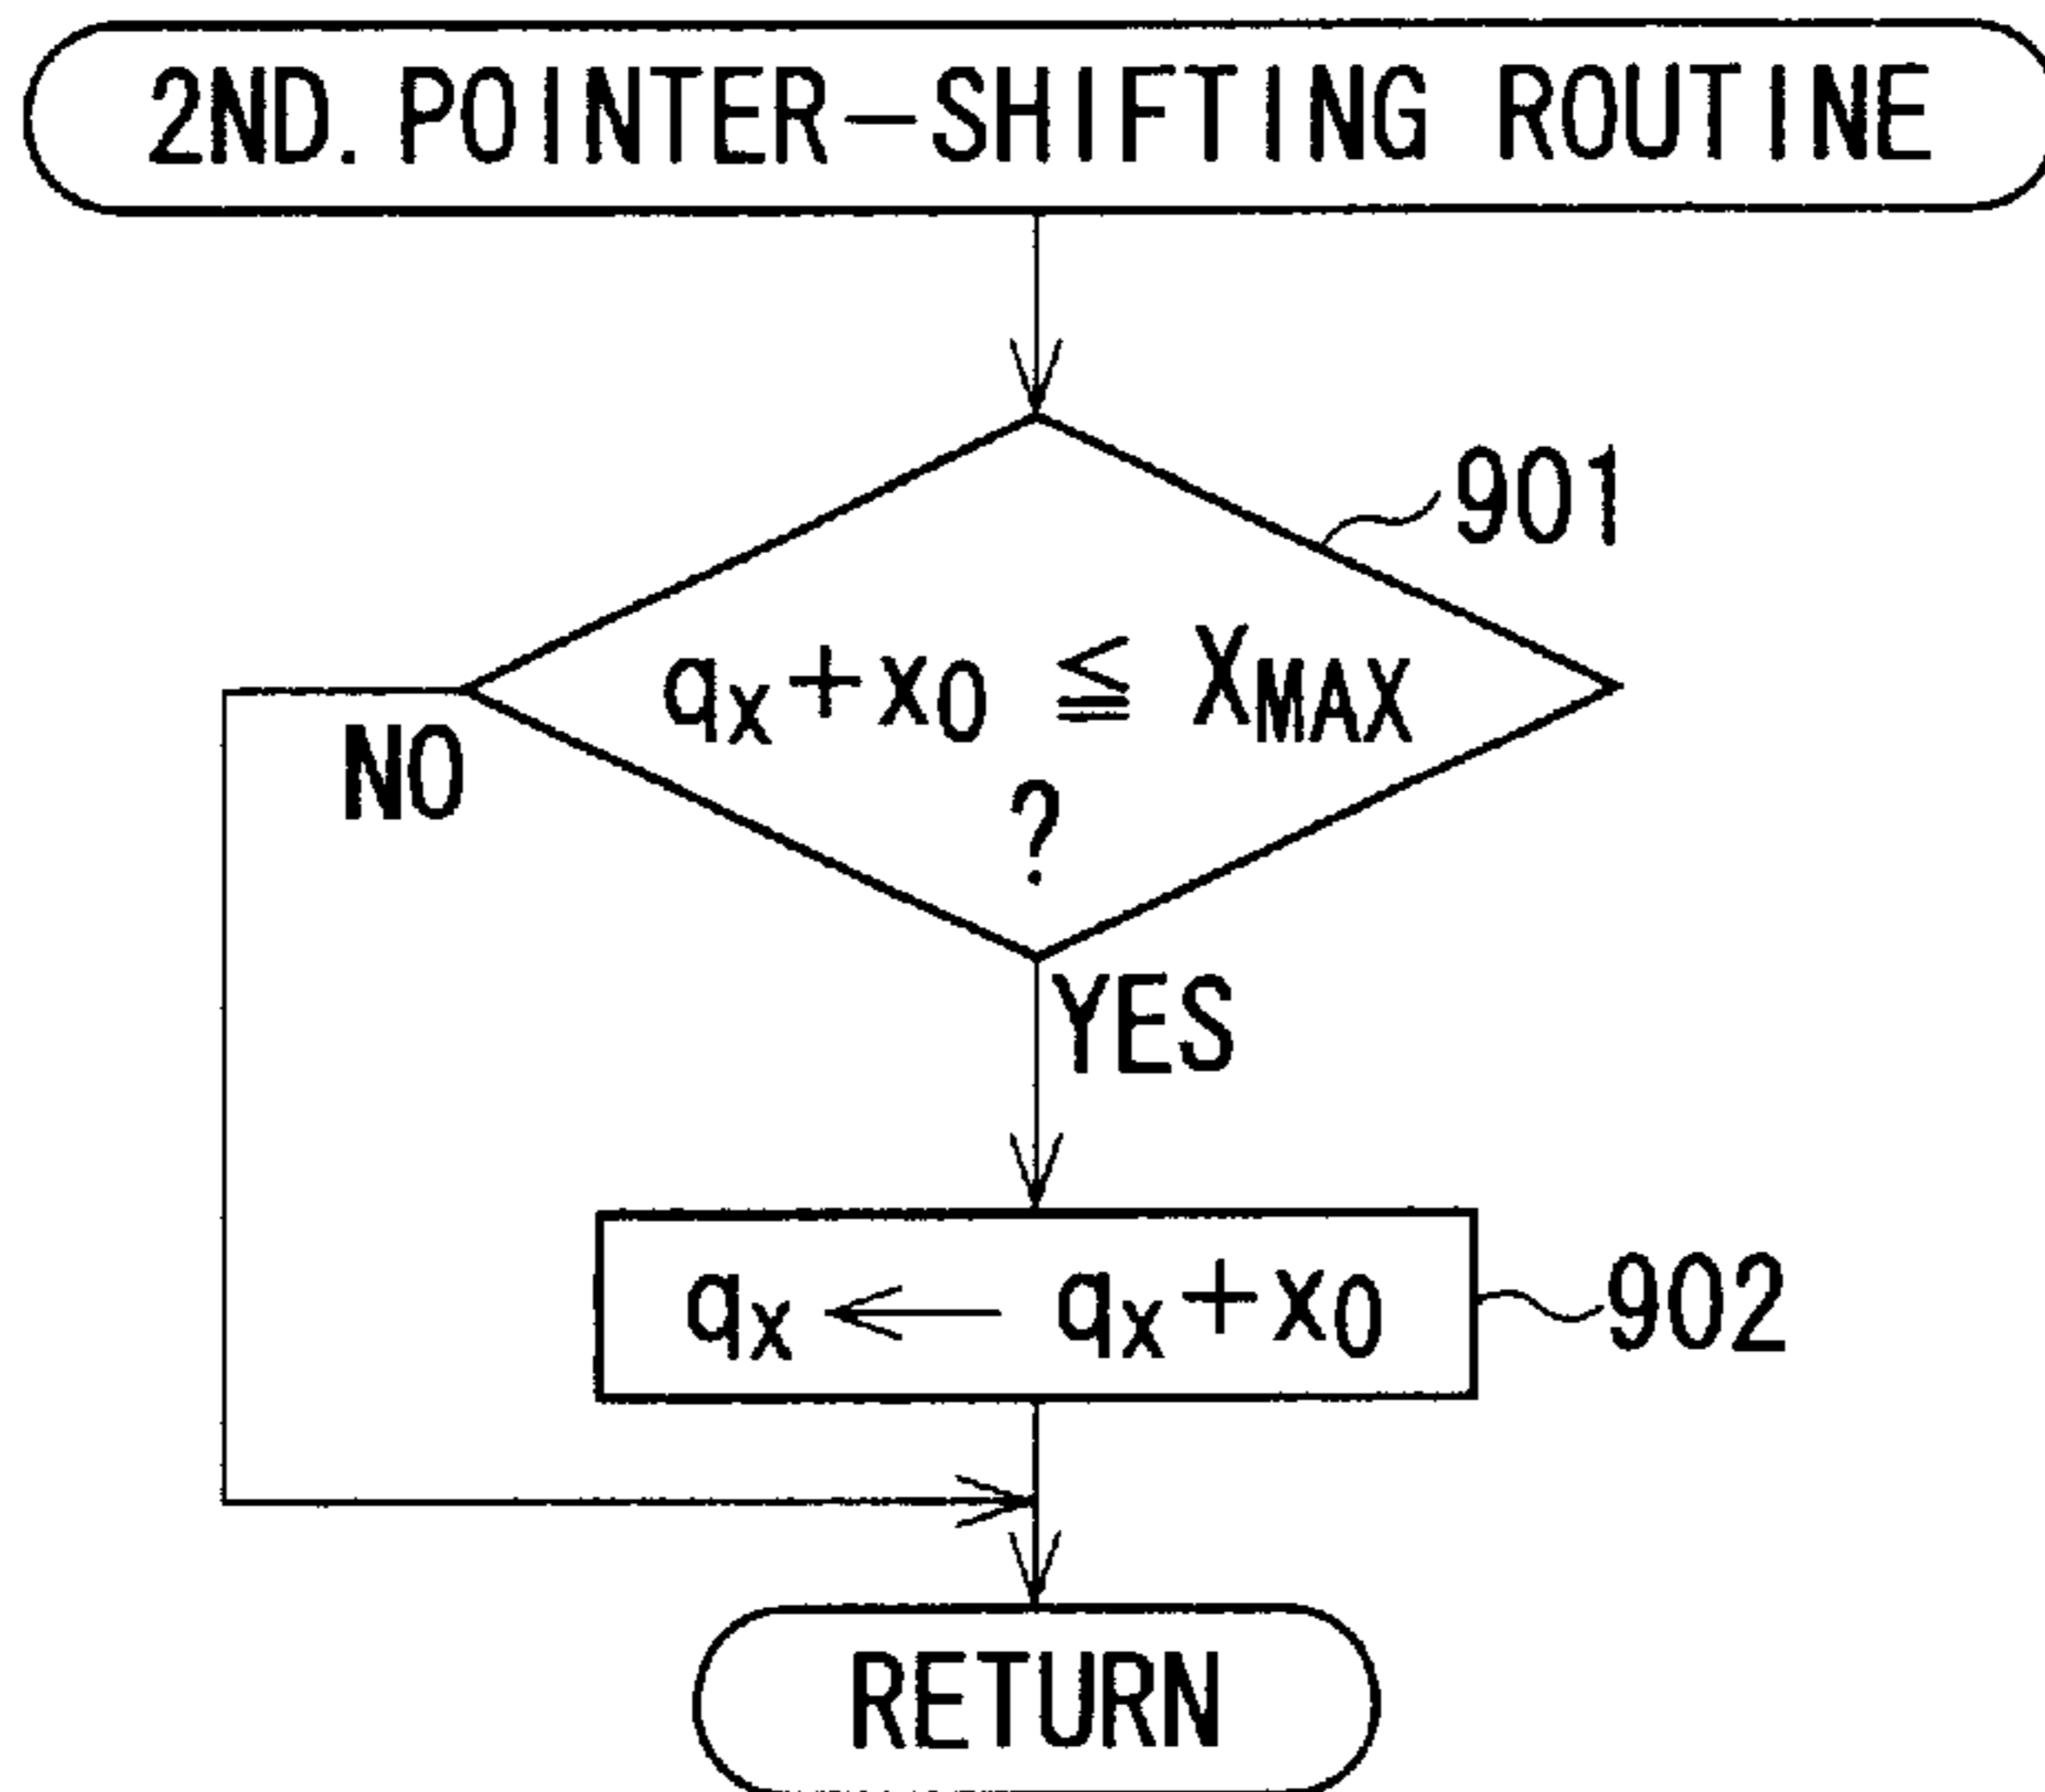 2ND. POINTER-SHIFTING ROUTINE
901
qx+x0 ≦ XMAX
?
NO
YES
qx ← qx+x0
902
RETURN